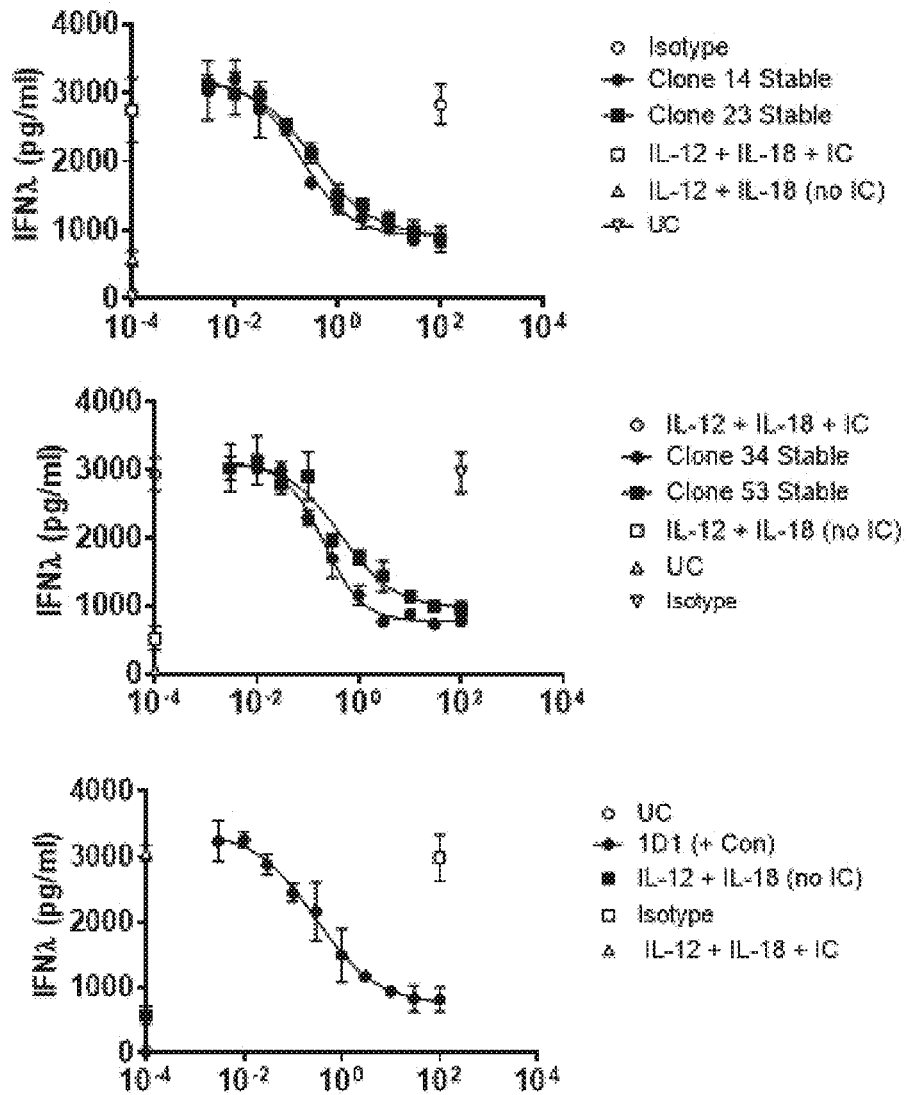 4000
3000
2000
1000
0
IFNλ (pg/ml)
10⁻⁴ 10⁻² 10⁰ 10² 10⁴
Isotype
Clone 14 Stable
Clone 23 Stable
IL-12 + IL-18 + IC
IL-12 + IL-18 (no IC)
UC
4000
3000
2000
1000
0
IFNλ (pg/ml)
10⁻⁴ 10⁻² 10⁰ 10² 10⁴
IL-12 + IL-18 + IC
Clone 34 Stable
Clone 53 Stable
IL-12 + IL-18 (no IC)
UC
Isotype
4000
3000
2000
1000
0
IFNλ (pg/ml)
10⁻⁴ 10⁻² 10⁰ 10² 10⁴
UC
1D1 (+ Con)
IL-12 + IL-18 (no IC)
Isotype
IL-12 + IL-18 + IC